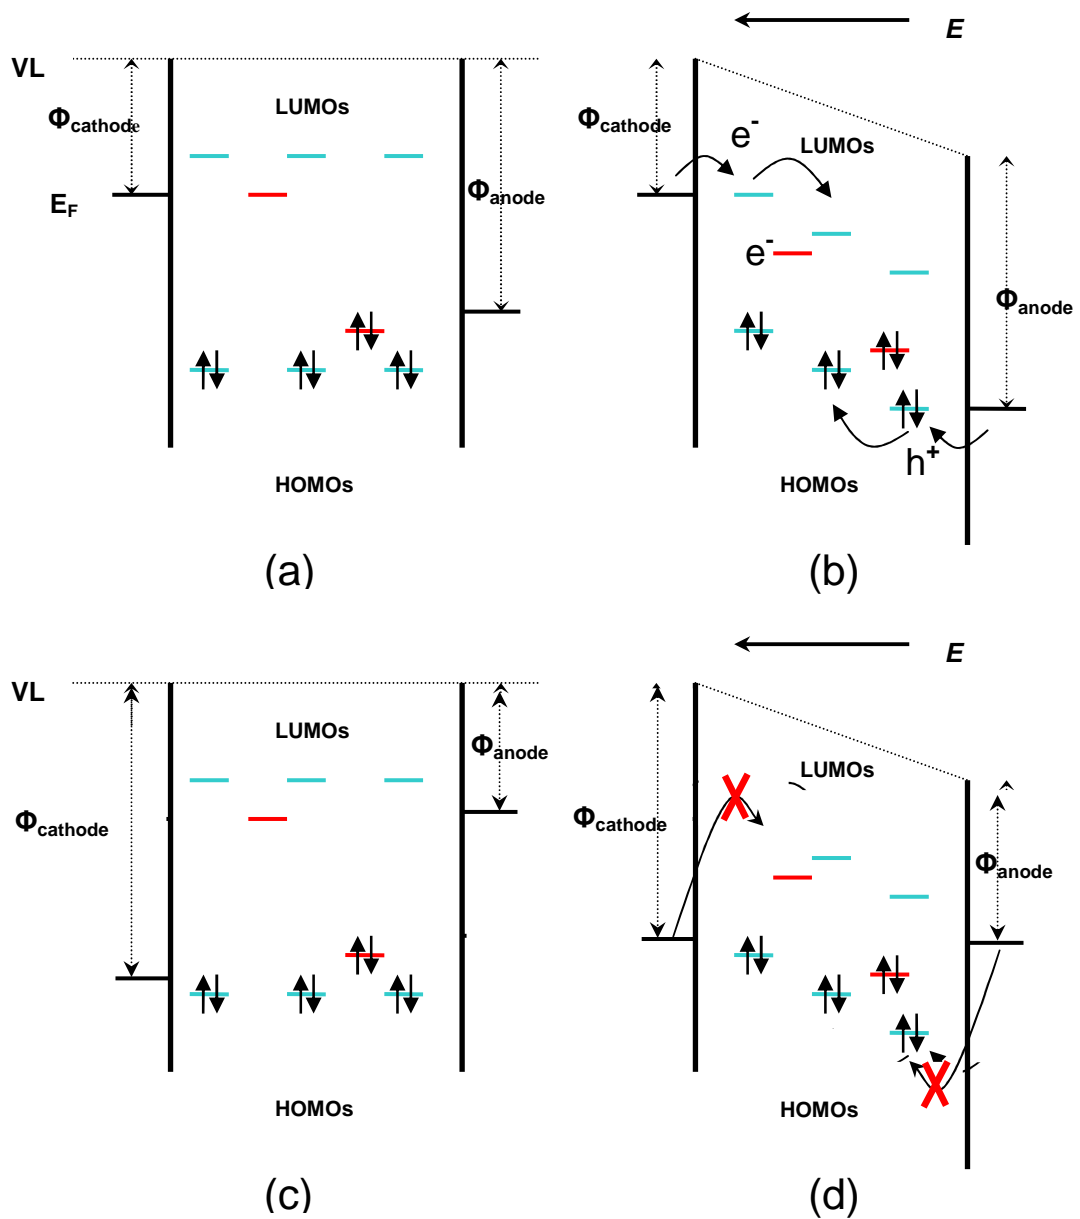 E
VL
LUMOs
Φcathode
Φanode
EF
HOMOs
(a)
Φcathode
e-
LUMOs
e-
Φanode
h+
HOMOs
(b)
E
VL
LUMOs
Φanode
Φcathode
HOMOs
(c)
LUMOs
Φcathode
Φanode
HOMOs
(d)